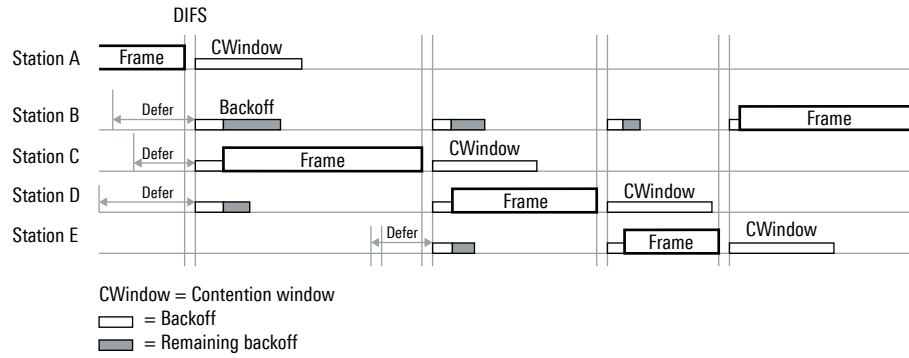 DIFS
Station A Frame CWindow
Station B Defer Backoff Frame
Station C Defer Frame CWindow
Station D Defer Frame CWindow
Station E Defer Frame CWindow
CWindow = Contention window
= Backoff
= Remaining backoff